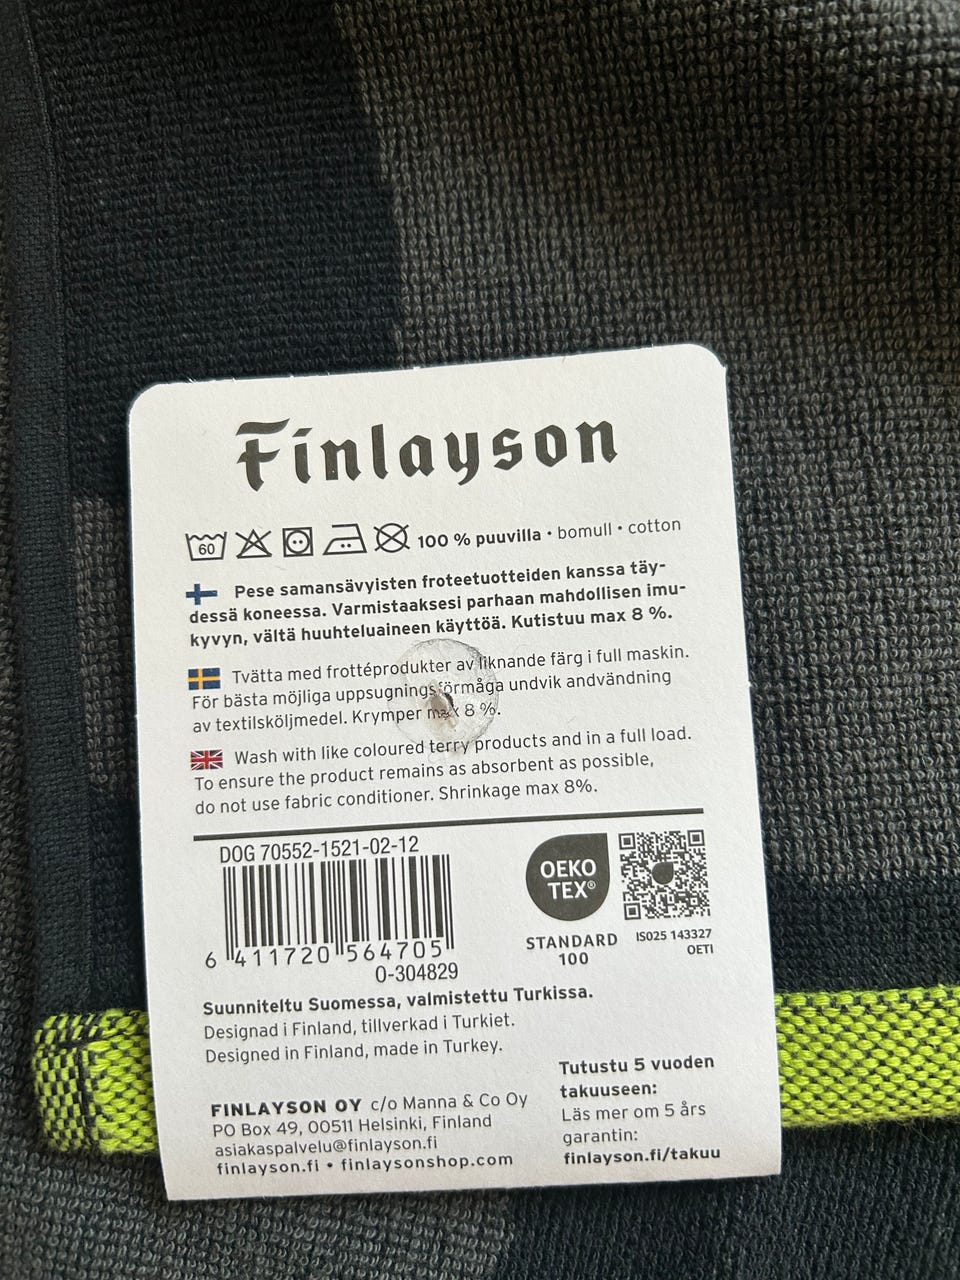 Finlayson
60 100 % puuvilla • bomull • cotton
Pese samansävyisten froteetuotteiden kanssa täy-
dessä koneessa. Varmistaaksesi parhaan mahdollisen imu-
kyvyn, vältä huuhteluaineen käyttöä. Kutistuu max 8 %.
Tvätta med frottéprodukter av liknande färg i full maskin.
För bästa möjliga uppsugningsförmåga undvik andvändning
av textilsköljmedel. Krymper max 8 %.
Wash with like coloured terry products and in a full load.
To ensure the product remains as absorbent as possible,
do not use fabric conditioner. Shrinkage max 8%.
DOG 70552-1521-02-12
6 411720 564705
0-304829
OEKO
TEX®
STANDARD
100
IS025 143327
OETI
Suunniteltu Suomessa, valmistettu Turkissa.
Designad i Finland, tillverkad i Turkiet.
Designed in Finland, made in Turkey.
FINLAYSON OY c/o Manna & Co Oy
PO Box 49, 00511 Helsinki, Finland
asiakaspalvelu@finlayson.fi
finlayson.fi • finlaysonshop.com
Tutustu 5 vuoden
takuuseen:
Läs mer om 5 års
garantin:
finlayson.fi/takuu